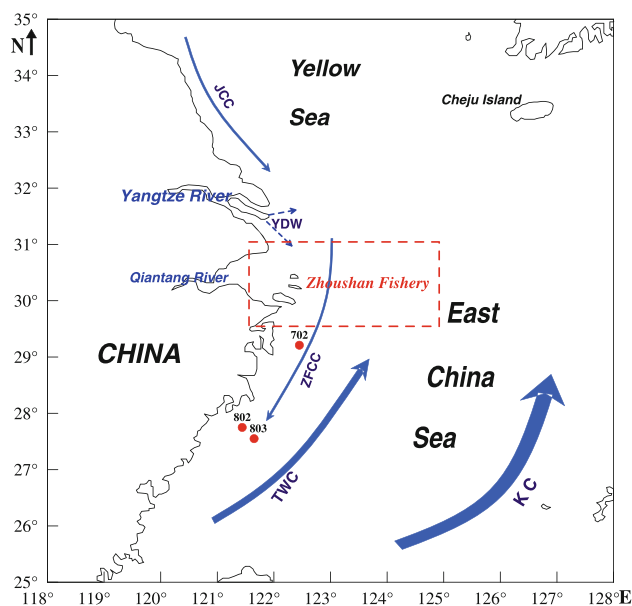 35°
N
34°
33°
32°
31°
30°
29°
28°
27°
26°
25°
118°
119°
120°
121°
122°
123°
124°
125°
126°
127°
128°
E
Yellow
Sea
Cheju Island
JCC
Yangtze River
YDW
Qiantang River
Zhoushan Fishery
East
China
Sea
CHINA
702
ZFCC
802
803
TWC
K C